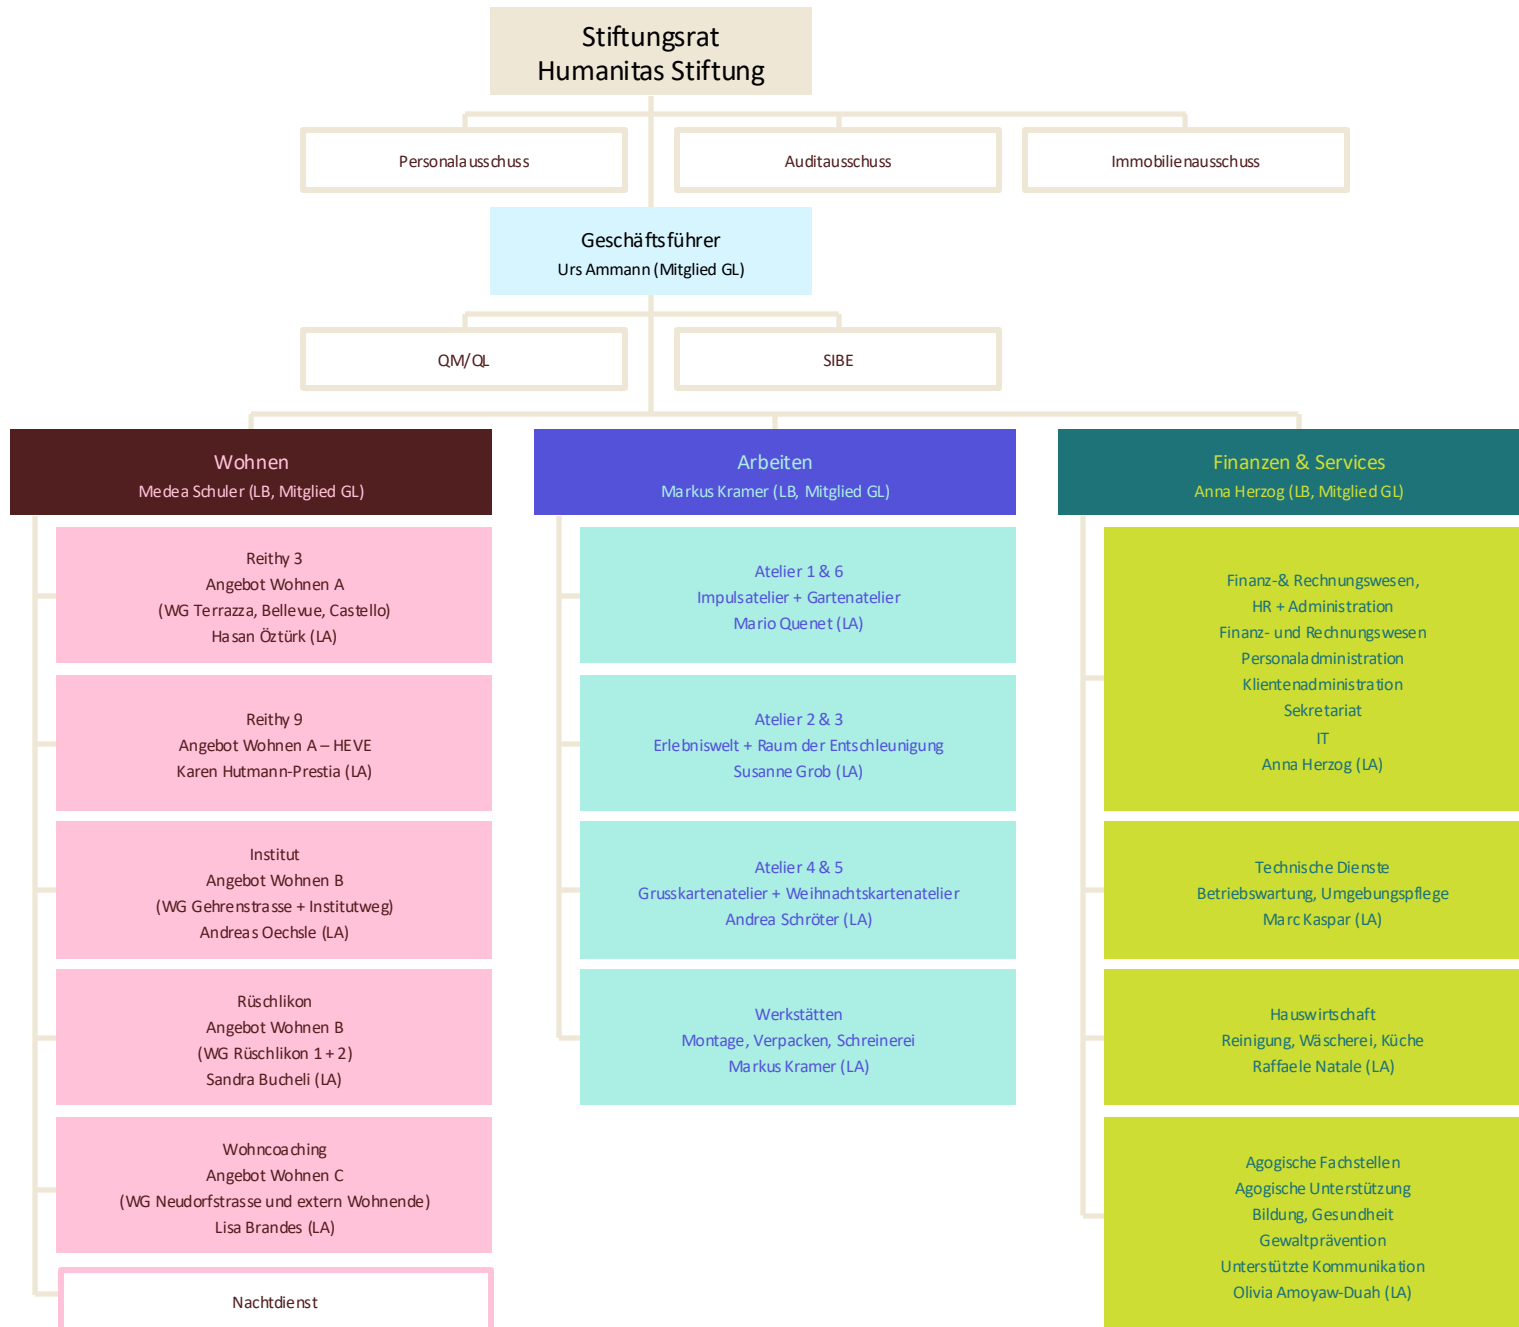 Stiftungsrat
Humanitas Stiftung
Personalausschuss
Auditausschuss
Immobilienausschuss
Geschäftsführer
Urs Ammann (Mitglied GL)
QM/QL
SIBE
Wohnen
Medea Schuler (LB, Mitglied GL)
Reithy 3
Angebot Wohnen A
(WG Terrazza, Bellevue, Castello)
Hasan Öztürk (LA)
Reithy 9
Angebot Wohnen A – HEVE
Karen Hutmann-Prestia (LA)
Institut
Angebot Wohnen B
(WG Gehrenstrasse + Institutweg)
Andreas Oechsle (LA)
Rüschlikon
Angebot Wohnen B
(WG Rüschlikon 1 + 2)
Sandra Bucheli (LA)
Wohncoaching
Angebot Wohnen C
(WG Neudorfstrasse und extern Wohnende)
Lisa Brandes (LA)
Nachtdienst
Arbeiten
Markus Kramer (LB, Mitglied GL)
Atelier 1 & 6
Impulsatelier + Gartenatelier
Mario Quenet (LA)
Atelier 2 & 3
Erlebniswelt + Raum der Entschleunigung
Susanne Grob (LA)
Atelier 4 & 5
Grusskartenatelier + Weihnachtskartenatelier
Andrea Schröter (LA)
Werkstätten
Montage, Verpacken, Schreinerei
Markus Kramer (LA)
Finanzen & Services
Anna Herzog (LB, Mitglied GL)
Finanz-& Rechnungswesen,
HR + Administration
Finanz- und Rechnungswesen
Personaladministration
Klientenadministration
Sekretariat
IT
Anna Herzog (LA)
Technische Dienste
Betriebswartung, Umgebungspflege
Marc Kaspar (LA)
Hauswirtschaft
Reinigung, Wäscherei, Küche
Raffaele Natale (LA)
Agogische Fachstellen
Agogische Unterstützung
Bildung, Gesundheit
Gewaltprävention
Unterstützte Kommunikation
Olivia Amoyaw-Duah (LA)